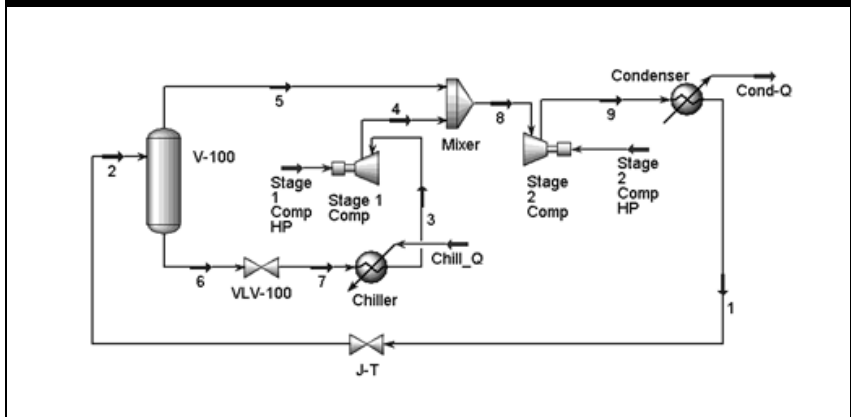 Condenser
Cond-Q
5
4
8
9
Mixer
2
V-100
Stage
1
Comp
HP
Stage 1
Comp
Stage
2
Comp
Stage
2
Comp
HP
3
Chill_Q
6
7
VLV-100
Chiller
1
J-T